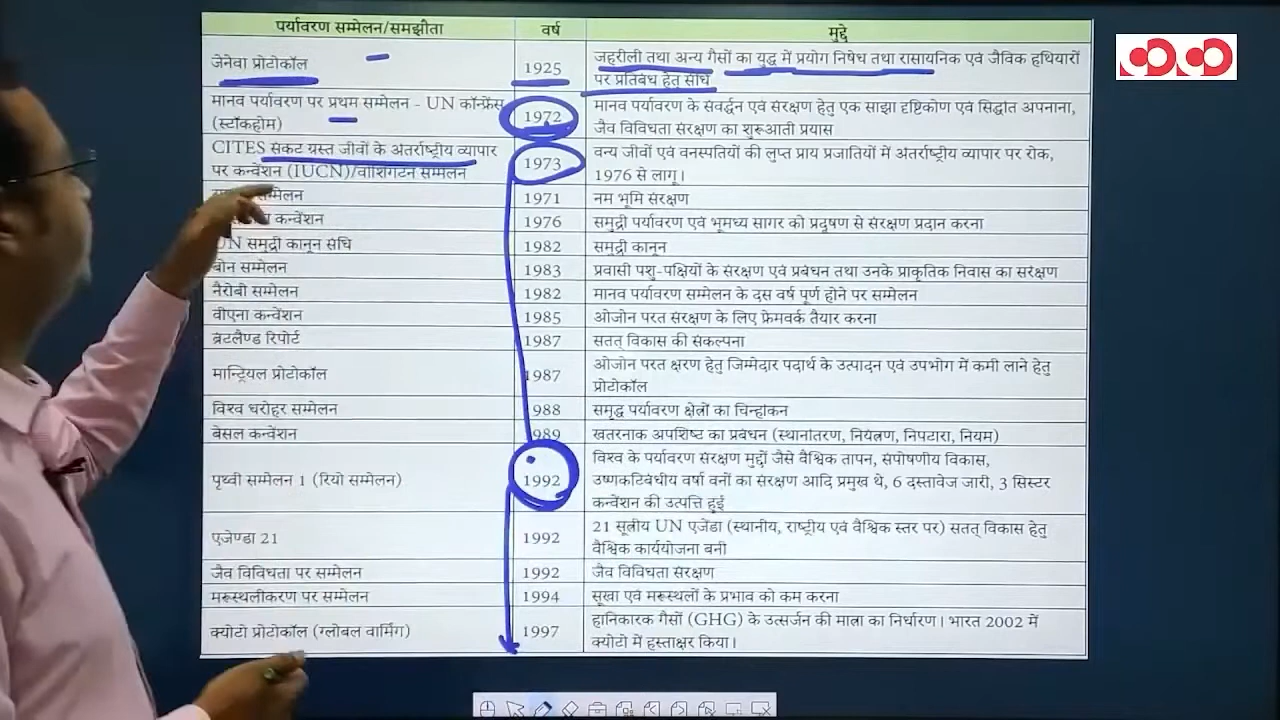 पर्यावरण सम्मेलन/समझौता वर्ष मुद्दे
जेनेवा प्रोटोकॉल 1925 जहरीली तथा अन्य गैसों का युद्ध में प्रयोग निषेध तथा रासायनिक एवं जैविक हथियारों
पर प्रतिबंध हेतु संधि
मानव पर्यावरण पर प्रथम सम्मेलन - UN कॉन्फ्रेंस
(स्टॉकहोम) 1972 मानव पर्यावरण के संवर्द्धन एवं संरक्षण हेतु एक साझा दृष्टिकोण एवं सिद्धांत अपनाना,
जैव विविधता संरक्षण का शुरूआती प्रयास
CITES संकट ग्रस्त जीवों के अंतर्राष्ट्रीय व्यापार
पर कन्वेंशन (IUCN)/वाशिंगटन सम्मेलन 1973 वन्य जीवों एवं वनस्पतियों की लुप्त प्राय प्रजातियों में अंतर्राष्ट्रीय व्यापार पर रोक,
1976 से लागू।
सम्मेलन 1971 नम भूमि संरक्षण
कन्वेंशन 1976 समुद्री पर्यावरण एवं भूमध्य सागर को प्रदुषण से संरक्षण प्रदान करना
UN समुद्री कानून संधि 1982 समुद्री कानून
बोन सम्मेलन 1983 प्रवासी पशु-पक्षियों के संरक्षण एवं प्रबंधन तथा उनके प्राकृतिक निवास का संरक्षण
नैरोबी सम्मेलन 1982 मानव पर्यावरण सम्मेलन के दस वर्ष पूर्ण होने पर सम्मेलन
वीएना कन्वेंशन 1985 ओजोन परत संरक्षण के लिए फ्रेमवर्क तैयार करना
ब्रंटलैण्ड रिपोर्ट 1987 सतत् विकास की संकल्पना
मान्ट्रियल प्रोटोकॉल 1987 ओजोन परत क्षरण हेतु जिम्मेदार पदार्थ के उत्पादन एवं उपभोग में कमी लाने हेतु
प्रोटोकॉल
विश्व धरोहर सम्मेलन 1988 समृद्ध पर्यावरण क्षेत्रों का चिन्हांकन
बेसल कन्वेंशन 1989 खतरनाक अपशिष्ट का प्रबंधन (स्थानांतरण, नियंत्रण, निपटारा, नियम)
पृथ्वी सम्मेलन 1 (रियो सम्मेलन) 1992 विश्व के पर्यावरण संरक्षण मुद्दों जैसे वैश्विक तापन, संपोषणीय विकास,
उष्णकटिबंधीय वर्षा वनों का संरक्षण आदि प्रमुख थे, 6 दस्तावेज जारी, 3 सिस्टर
कन्वेंशन की उत्पत्ति हुई
एजेण्डा 21 1992 21 सूत्रीय UN एजेंडा (स्थानीय, राष्ट्रीय एवं वैश्विक स्तर पर) सतत् विकास हेतु
वैश्विक कार्ययोजना बनी
जैव विविधता पर सम्मेलन 1992 जैव विविधता संरक्षण
मरूस्थलीकरण पर सम्मेलन 1994 सूखा एवं मरूस्थलों के प्रभाव को कम करना
क्योटो प्रोटोकॉल (ग्लोबल वार्मिंग) 1997 हानिकारक गैसों (GHG) के उत्सर्जन की मात्रा का निर्धारण। भारत 2002 में
क्योटो में हस्ताक्षर किया।